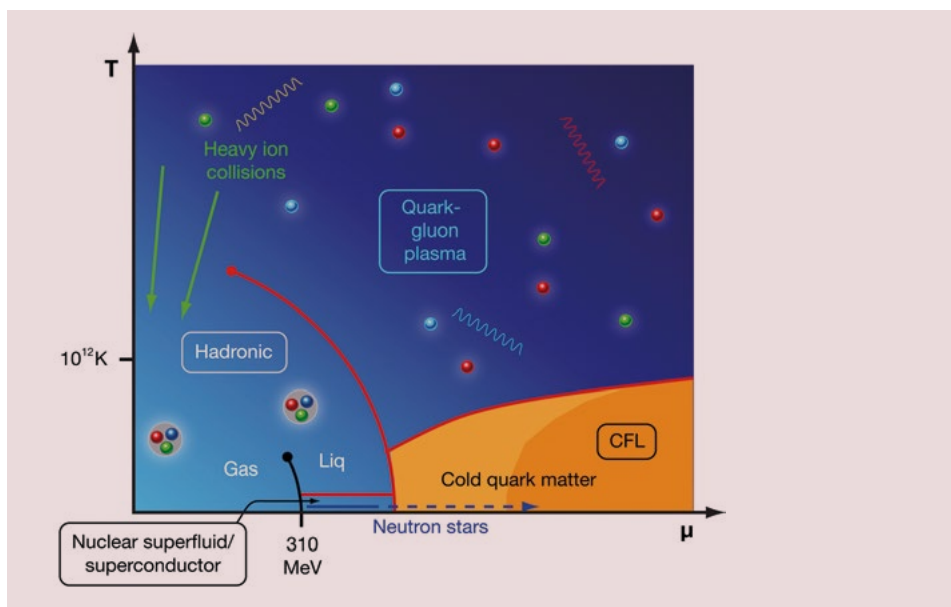 T
Heavy ion
collisions
Quark-
gluon
plasma
Hadronic
10¹²K
CFL
Gas
Liq
Cold quark matter
Neutron stars
μ
Nuclear superfluid/
superconductor
310
MeV